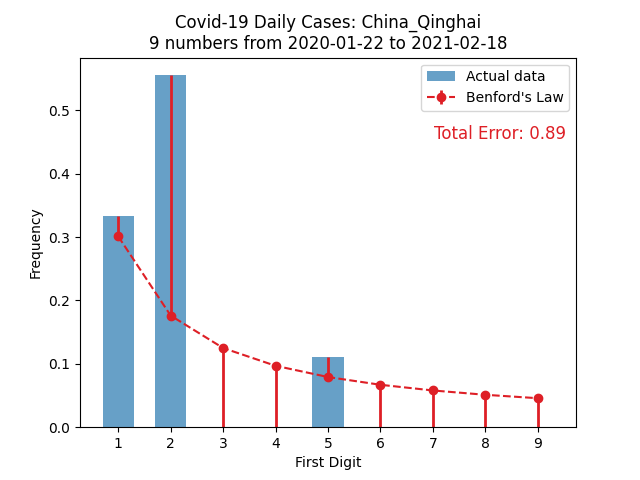 Covid-19 Daily Cases: China_Qinghai
9 numbers from 2020-01-22 to 2021-02-18
Actual data
Benford's Law
Total Error: 0.89
Frequency
0.5
0.4
0.3
0.2
0.1
0.0
1 2 3 4 5 6 7 8 9
First Digit